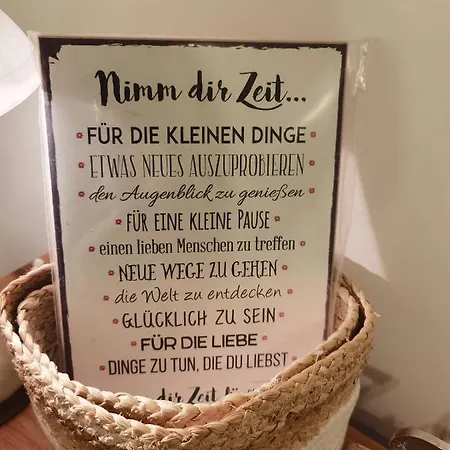 Nimm dir Zeit...
FÜR DIE KLEINEN DINGE
ETWAS NEUES AUSZUPROBIEREN
den Augenblick zu genießen
FÜR EINE KLEINE PAUSE
einen lieben Menschen zu treffen
NEUE WEGE ZU GEHEN
die Welt zu entdecken
GLÜCKLICH ZU SEIN
FÜR DIE LIEBE
DINGE ZU TUN, DIE DU LIEBST
dir Zeit